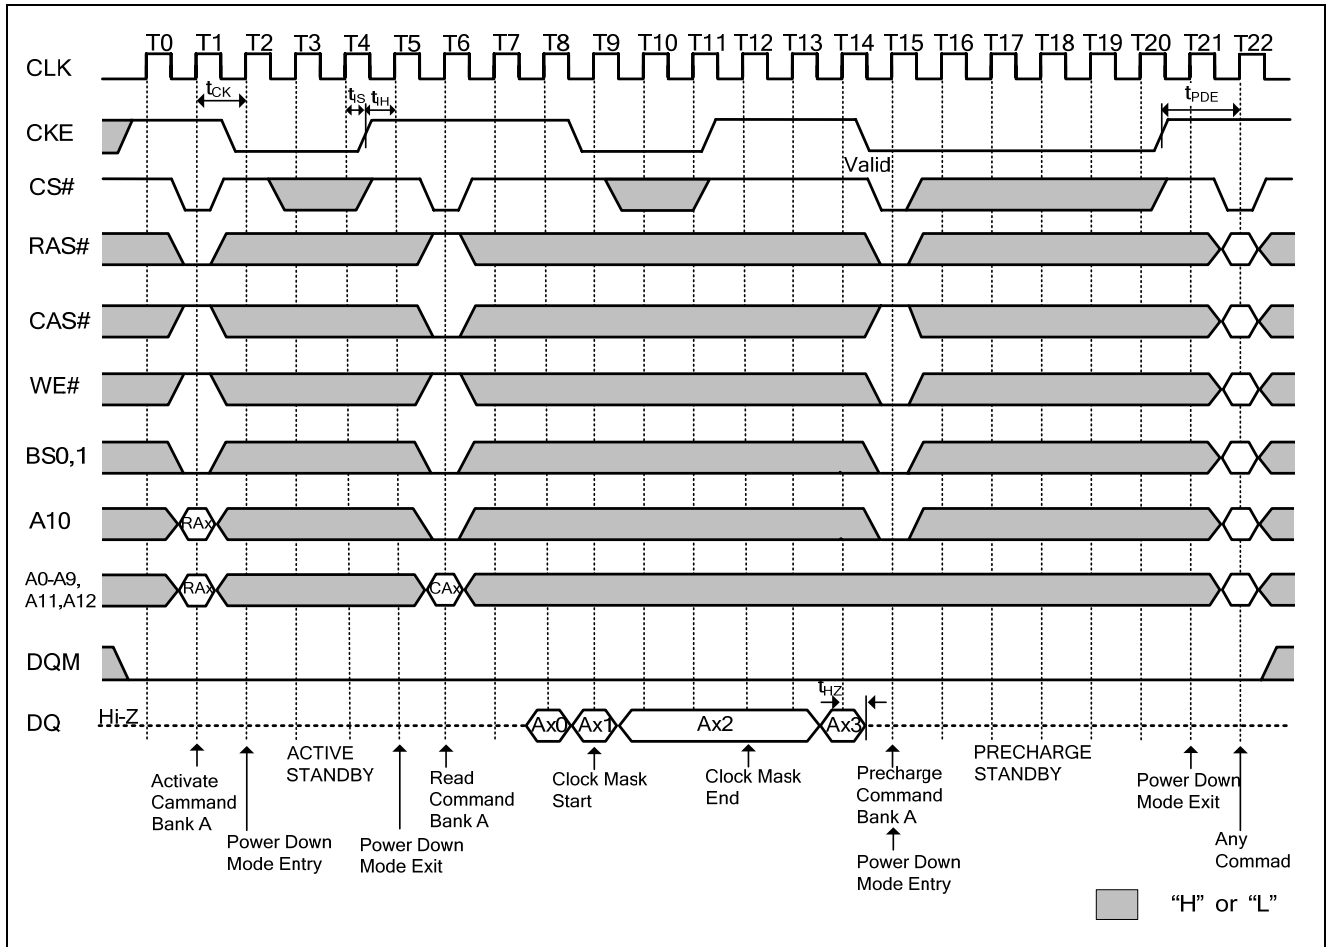 T0 T1 T2 T3 T4 T5 T6 T7 T8 T9 T10 T11 T12 T13 T14 T15 T16 T17 T18 T19 T20 T21 T22
CLK
tCK tIS tIH tPDE
CKE
Valid
CS#
RAS#
CAS#
WE#
BS0,1
A10 RAx
A0-A9,
A11,A12 RAx CAx
DQM
tHZ
DQ Hi-Z Ax0 Ax1 Ax2 Ax3
Activate
Cammand
Bank A
Power Down
Mode Entry
ACTIVE
STANDBY
Power Down
Mode Exit
Read
Command
Bank A
Clock Mask
Start
Clock Mask
End
Precharge
Command
Bank A
Power Down
Mode Entry
PRECHARGE
STANDBY
Power Down
Mode Exit
Any
Commad
“H” or “L”